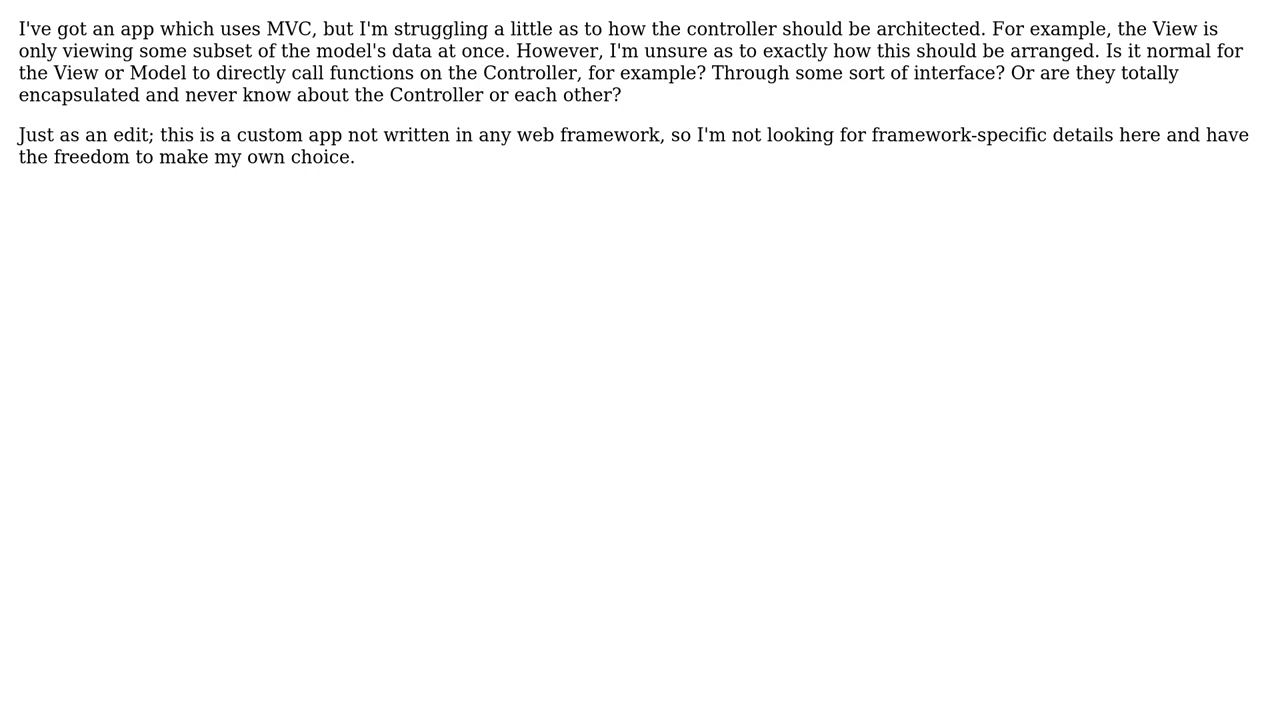 I've got an app which uses MVC, but I'm struggling a little as to how the controller should be architected. For example, the View is
only viewing some subset of the model's data at once. However, I'm unsure as to exactly how this should be arranged. Is it normal for
the View or Model to directly call functions on the Controller, for example? Through some sort of interface? Or are they totally
encapsulated and never know about the Controller or each other?
Just as an edit; this is a custom app not written in any web framework, so I'm not looking for framework-specific details here and have
the freedom to make my own choice.